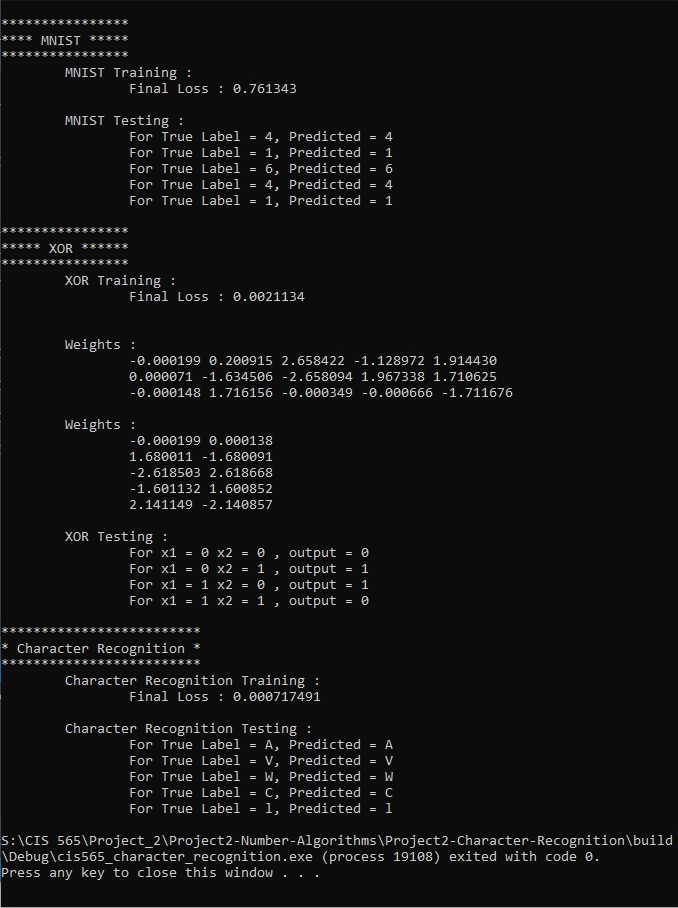 ****************
**** MNIST *****
****************
MNIST Training :
Final Loss : 0.761343
MNIST Testing :
For True Label = 4, Predicted = 4
For True Label = 1, Predicted = 1
For True Label = 6, Predicted = 6
For True Label = 4, Predicted = 4
For True Label = 1, Predicted = 1
****************
***** XOR ******
****************
XOR Training :
Final Loss : 0.0021134
Weights :
-0.000199 0.200915 2.658422 -1.128972 1.914430
0.000071 -1.634506 -2.658094 1.967338 1.710625
-0.000148 1.716156 -0.000349 -0.000666 -1.711676
Weights :
-0.000199 0.000138
1.680011 -1.680091
-2.618503 2.618668
-1.601132 1.600852
2.141149 -2.140857
XOR Testing :
For x1 = 0 x2 = 0 , output = 0
For x1 = 0 x2 = 1 , output = 1
For x1 = 1 x2 = 0 , output = 1
For x1 = 1 x2 = 1 , output = 0
*************************
* Character Recognition *
*************************
Character Recognition Training :
Final Loss : 0.000717491
Character Recognition Testing :
For True Label = A, Predicted = A
For True Label = V, Predicted = V
For True Label = W, Predicted = W
For True Label = C, Predicted = C
For True Label = l, Predicted = l
S:\CIS 565\Project_2\Project2-Number-Algorithms\Project2-Character-Recognition\build
\Debug\cis565_character_recognition.exe (process 19108) exited with code 0.
Press any key to close this window . . .